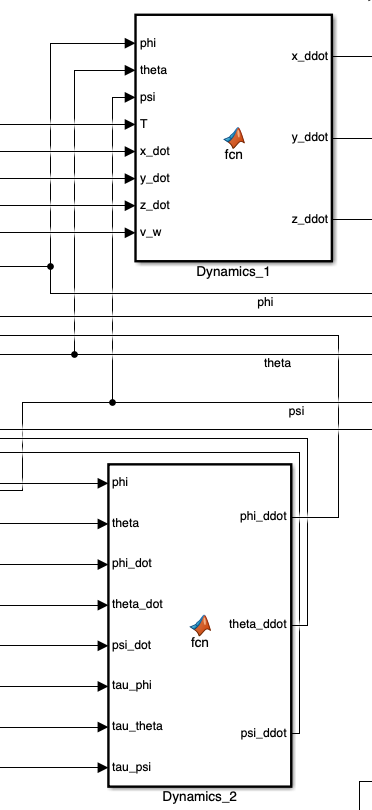 phi
x_ddot
theta
psi
T
y_ddot
x_dot
fcn
y_dot
z_dot
z_ddot
v_w
Dynamics_1
phi
theta
psi
phi
phi_ddot
theta
phi_dot
theta_dot
theta_ddot
fcn
psi_dot
tau_phi
tau_theta
psi_ddot
tau_psi
Dynamics_2